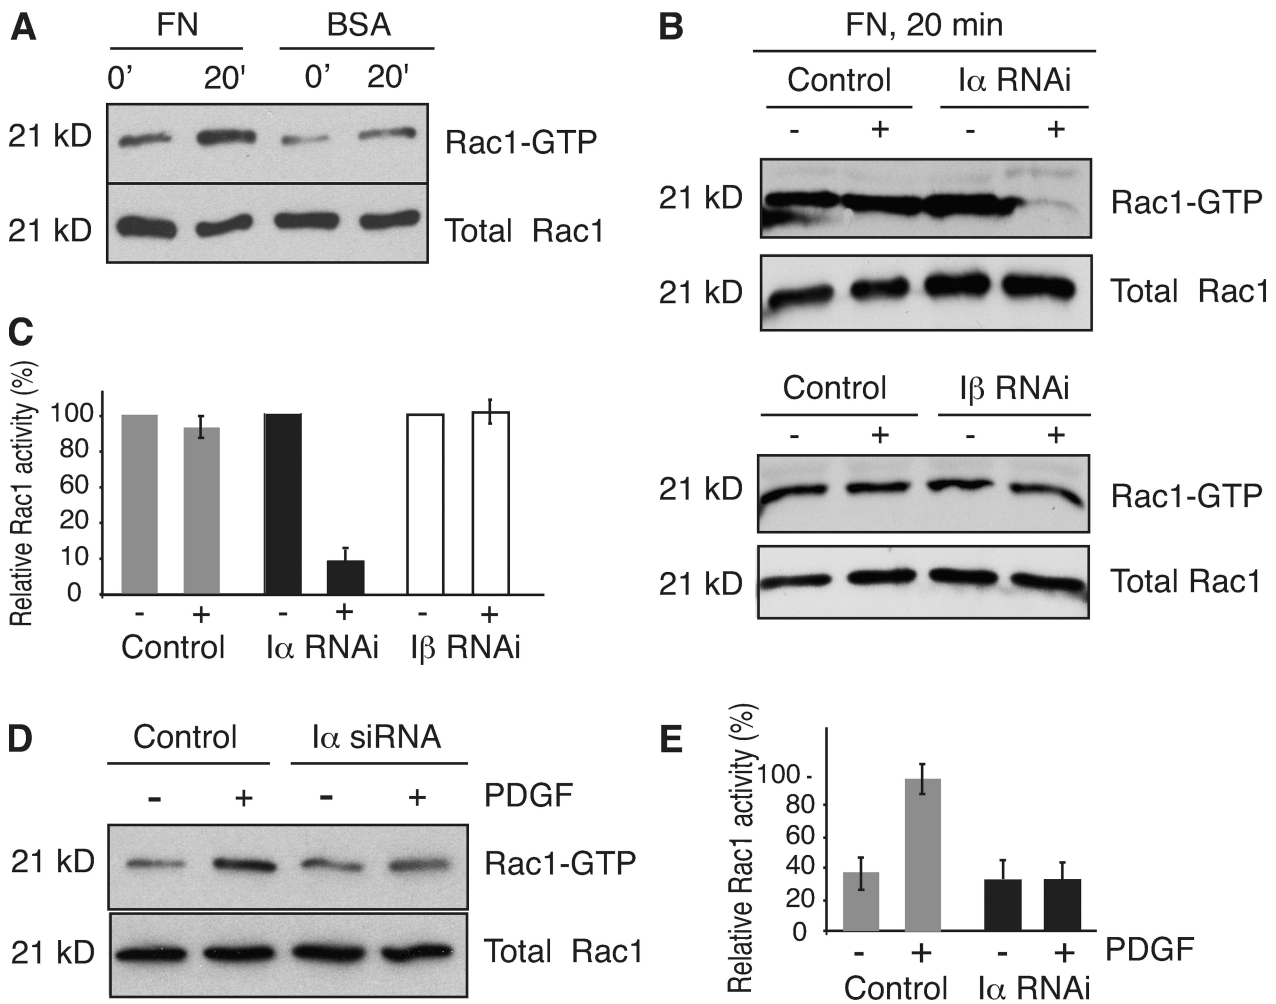 A
FN BSA
0' 20' 0' 20'
21 kD Rac1-GTP
21 kD Total Rac1
B
FN, 20 min
Control Iα RNAi
- + - +
21 kD Rac1-GTP
21 kD Total Rac1
Control Iβ RNAi
- + - +
21 kD Rac1-GTP
21 kD Total Rac1
C
Relative Rac1 activity (%)
100
80
60
20
10
0
- + - + - +
Control Iα RNAi Iβ RNAi
D
Control Iα siRNA
- + - + PDGF
21 kD Rac1-GTP
21 kD Total Rac1
E
Relative Rac1 activity (%)
100
80
60
40
20
0
- + - + PDGF
Control Iα RNAi